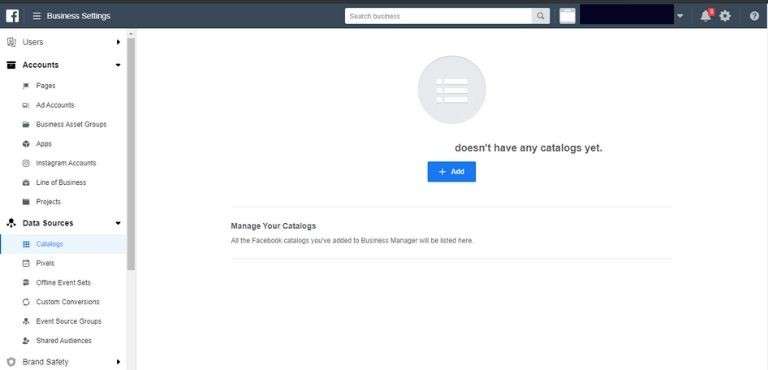 Business Settings
Search business
Users
Accounts
Pages
Ad Accounts
Business Asset Groups
Apps
Instagram Accounts
Line of Business
Projects
Data Sources
Catalogs
Pixels
Offline Event Sets
Custom Conversions
Event Source Groups
Shared Audiences
Brand Safety
doesn't have any catalogs yet.
+ Add
Manage Your Catalogs
All the Facebook catalogs you've added to Business Manager will be listed here.